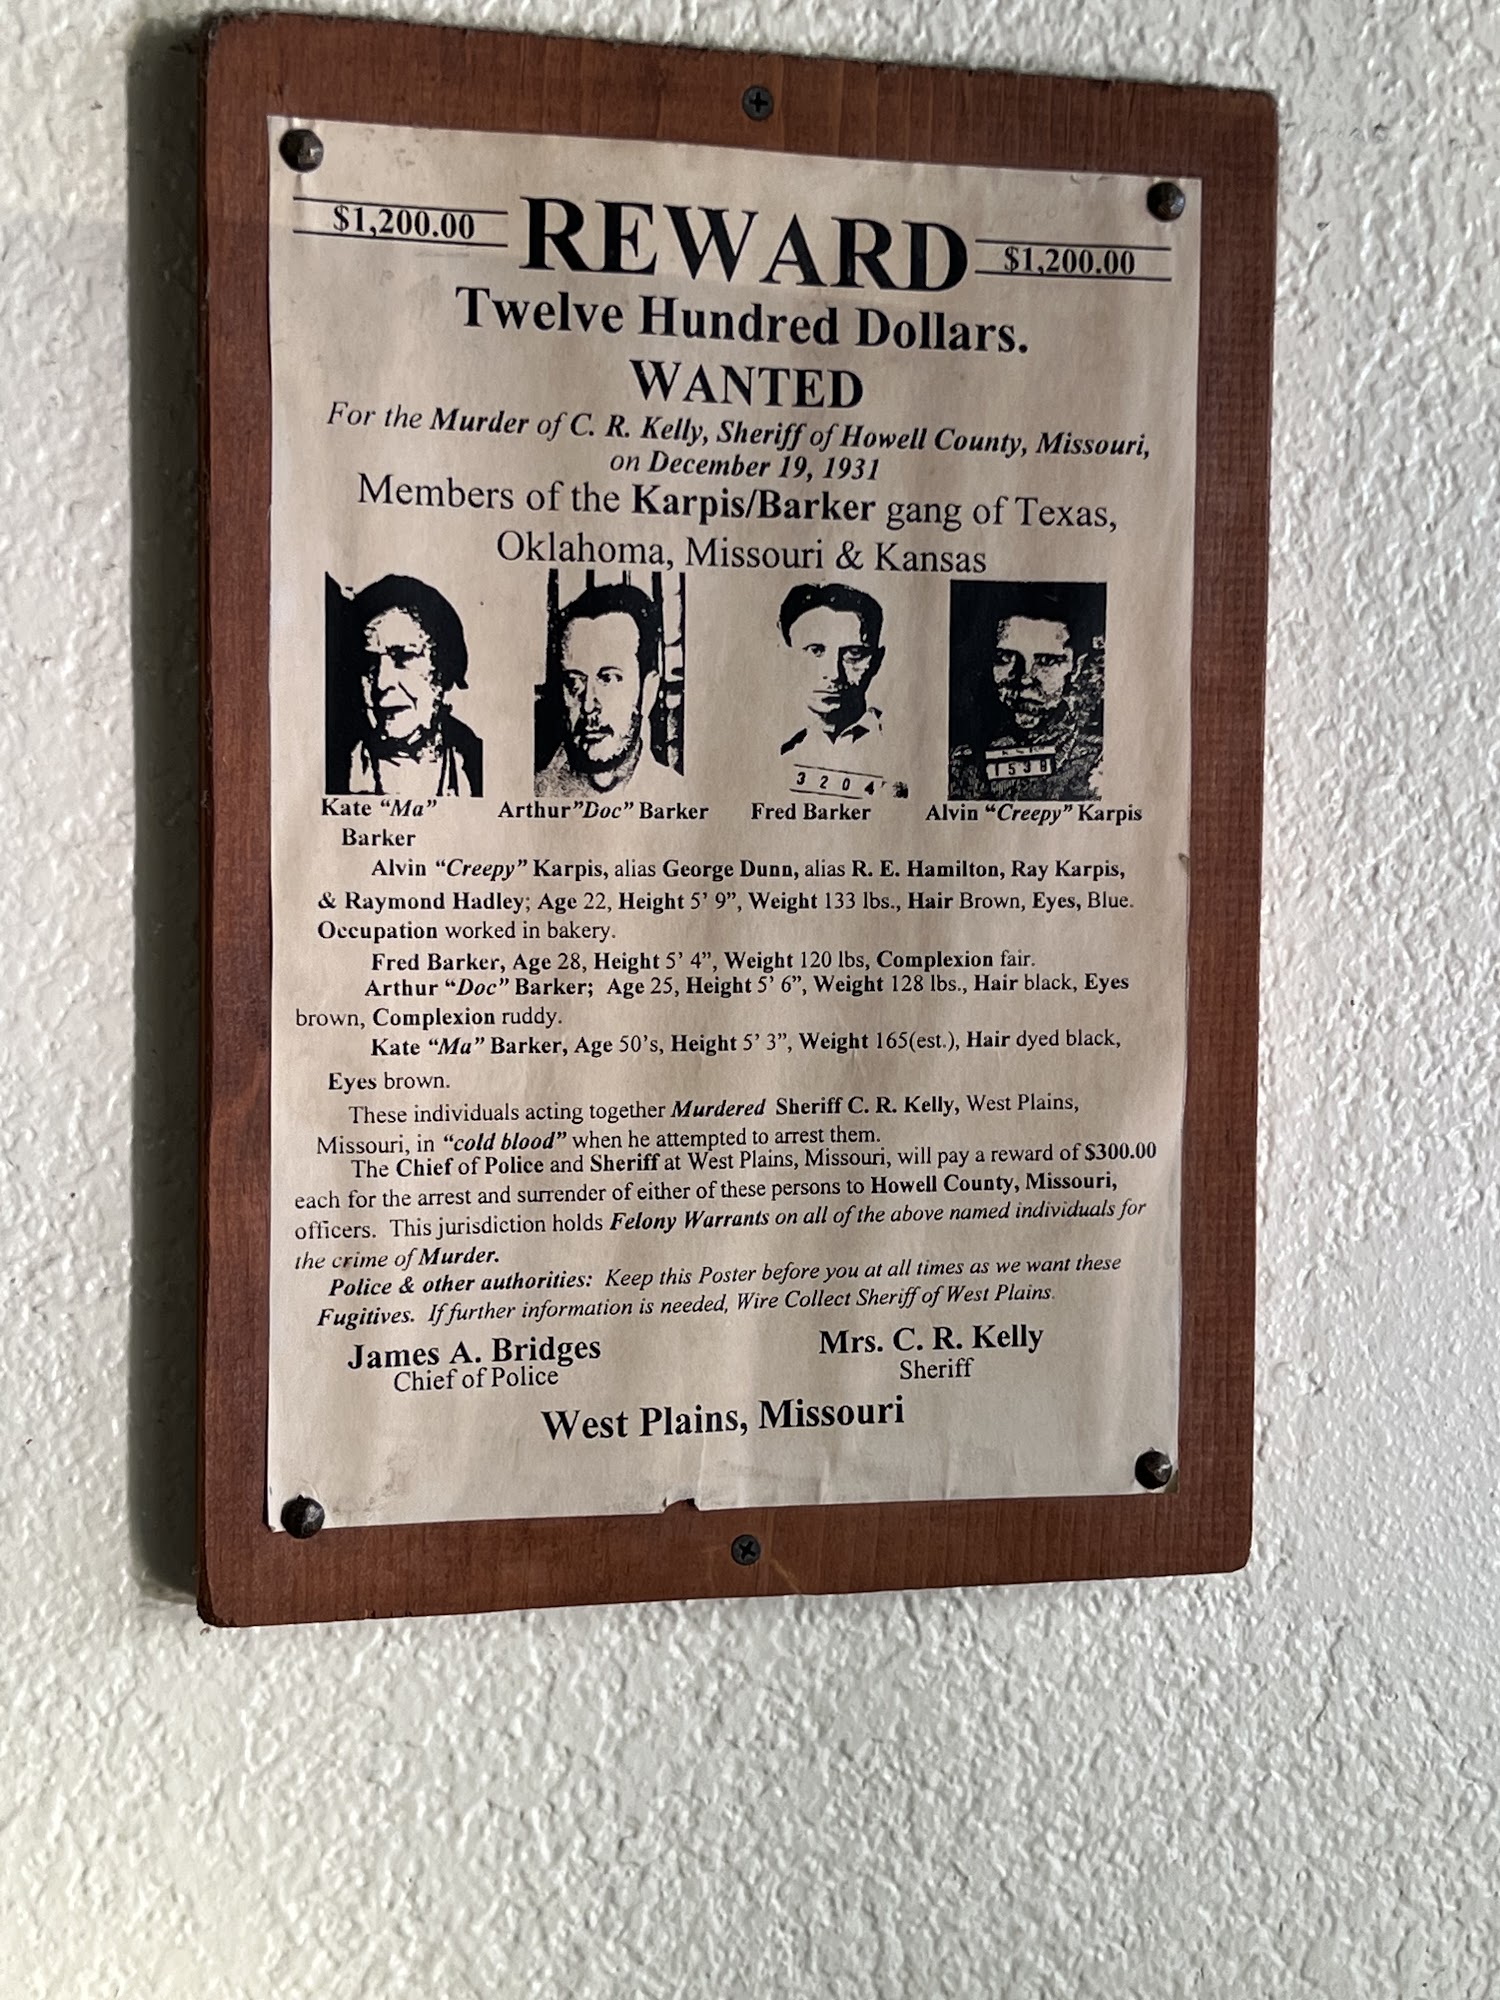 $1,200.00 REWARD $1,200.00
Twelve Hundred Dollars.
WANTED
For the Murder of C. R. Kelly, Sheriff of Howell County, Missouri,
on December 19, 1931
Members of the Karpis/Barker gang of Texas,
Oklahoma, Missouri & Kansas
3204
1538
Kate “Ma” Barker
Arthur”Doc” Barker
Fred Barker
Alvin “Creepy” Karpis
Alvin “Creepy” Karpis, alias George Dunn, alias R. E. Hamilton, Ray Karpis,
& Raymond Hadley; Age 22, Height 5’ 9”, Weight 133 lbs., Hair Brown, Eyes, Blue.
Occupation worked in bakery.
Fred Barker, Age 28, Height 5’ 4”, Weight 120 lbs, Complexion fair.
Arthur “Doc” Barker; Age 25, Height 5’ 6”, Weight 128 lbs., Hair black, Eyes
brown, Complexion ruddy.
Kate “Ma” Barker, Age 50’s, Height 5’ 3”, Weight 165(est.), Hair dyed black,
Eyes brown.
These individuals acting together Murdered Sheriff C. R. Kelly, West Plains,
Missouri, in “cold blood” when he attempted to arrest them.
The Chief of Police and Sheriff at West Plains, Missouri, will pay a reward of $300.00
each for the arrest and surrender of either of these persons to Howell County, Missouri,
officers. This jurisdiction holds Felony Warrants on all of the above named individuals for
the crime of Murder.
Police & other authorities: Keep this Poster before you at all times as we want these
Fugitives. If further information is needed, Wire Collect Sheriff of West Plains.
James A. Bridges
Chief of Police
Mrs. C. R. Kelly
Sheriff
West Plains, Missouri